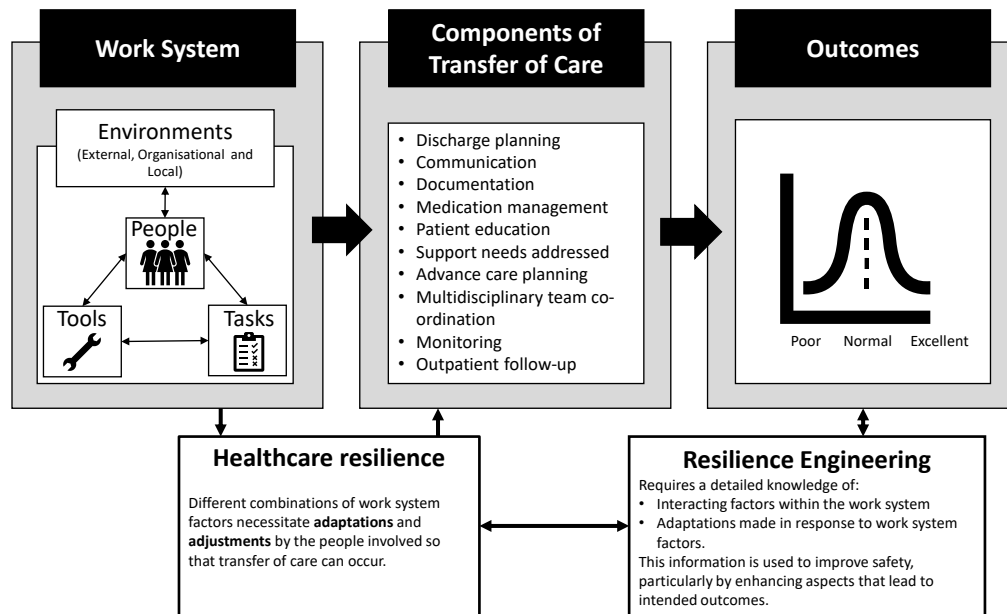 Work System
Components of
Transfer of Care
Outcomes
Environments
(External, Organisational and
Local)
People
Tools
Tasks
• Discharge planning
• Communication
• Documentation
• Medication management
• Patient education
• Support needs addressed
• Advance care planning
• Multidisciplinary team co-
ordination
• Monitoring
• Outpatient follow-up
Poor Normal Excellent
Healthcare resilience
Different combinations of work system
factors necessitate adaptations and
adjustments by the people involved so
that transfer of care can occur.
Resilience Engineering
Requires a detailed knowledge of:
• Interacting factors within the work system
• Adaptations made in response to work system
factors.
This information is used to improve safety,
particularly by enhancing aspects that lead to
intended outcomes.